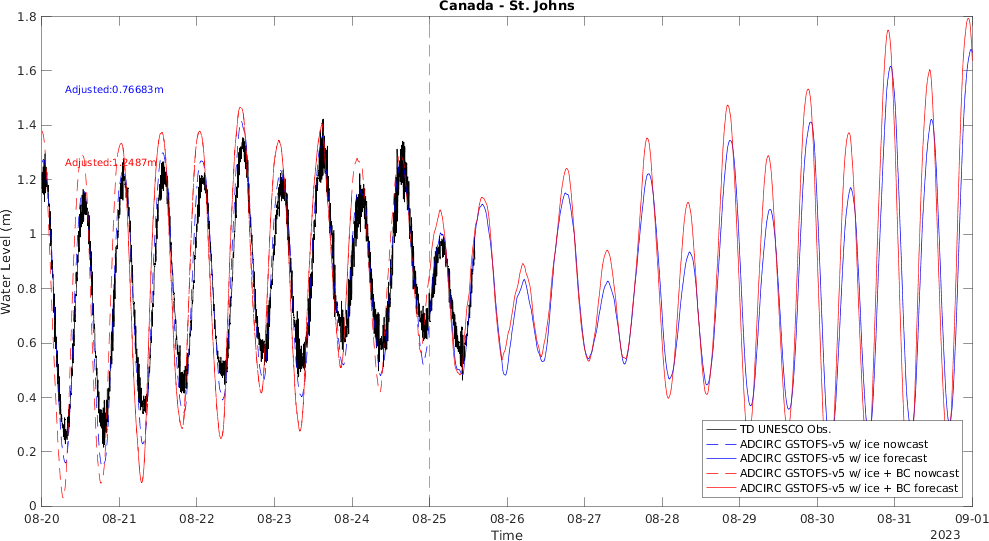 Canada - St. Johns
1.8
1.6
1.4
1.2
1
0.8
0.6
0.4
0.2
0
Water Level (m)
Adjusted:0.76683m
Adjusted:1.2487m
TD UNESCO Obs.
ADCIRC GSTOFS-v5 w/ ice nowcast
ADCIRC GSTOFS-v5 w/ ice forecast
ADCIRC GSTOFS-v5 w/ ice + BC nowcast
ADCIRC GSTOFS-v5 w/ ice + BC forecast
08-20 08-21 08-22 08-23 08-24 08-25 08-26 08-27 08-28 08-29 08-30 08-31 09-01
Time
2023